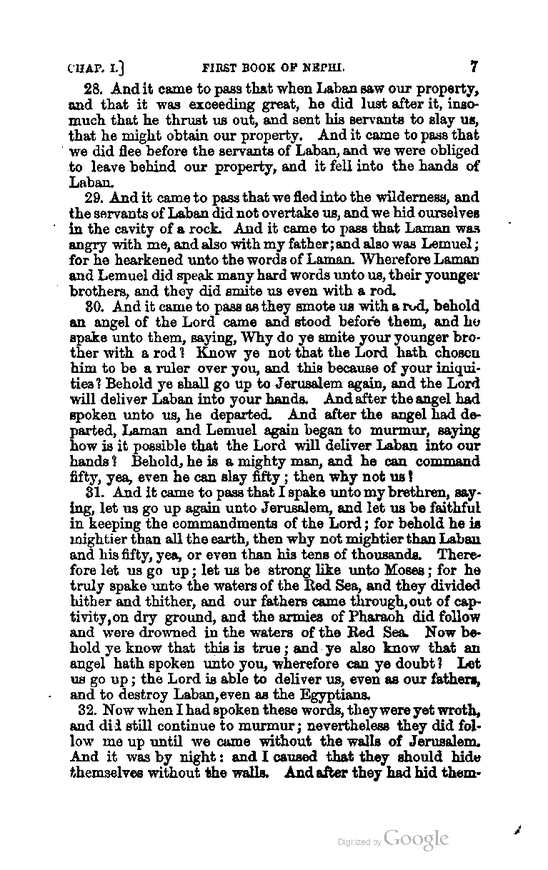 CHAP. I.] FIRST BOOK OF NEPHI. 7
28. And it came to pass that when Laban saw our property,
and that it was exceeding great, he did lust after it, inso-
much that he thrust us out, and sent his servants to slay us,
that he might obtain our property. And it came to pass that
we did flee before the servants of Laban, and we were obliged
to leave behind our property, and it fell into the hands of
Laban.
29. And it came to pass that we fled into the wilderness, and
the servants of Laban did not overtake us, and we hid ourselves
in the cavity of a rock. And it came to pass that Laman was
angry with me, and also with my father; and also was Lemuel;
for he hearkened unto the words of Laman. Wherefore Laman
and Lemuel did speak many hard words unto us, their younger
brothers, and they did smite us even with a rod.
30. And it came to pass as they smote us with a rod, behold
an angel of the Lord came and stood before them, and he
spake unto them, saying, Why do ye smite your younger bro-
ther with a rod? Know ye not that the Lord hath chosen
him to be a ruler over you, and this because of your iniqui-
ties? Behold ye shall go up to Jerusalem again, and the Lord
will deliver Laban into your hands. And after the angel had
spoken unto us, he departed. And after the angel had de-
parted, Laman and Lemuel again began to murmur, saying
how is it possible that the Lord will deliver Laban into our
hands? Behold, he is a mighty man, and he can command
fifty, yea, even he can slay fifty; then why not us?
31. And it came to pass that I spake unto my brethren, say-
ing, let us go up again unto Jerusalem, and let us be faithful
in keeping the commandments of the Lord; for behold he is
mightier than all the earth, then why not mightier than Laban
and his fifty, yea, or even than his tens of thousands. There-
fore let us go up; let us be strong like unto Moses; for he
truly spake unto the waters of the Red Sea, and they divided
hither and thither, and our fathers came through, out of cap-
tivity, on dry ground, and the armies of Pharaoh did follow
and were drowned in the waters of the Red Sea. Now be-
hold ye know that this is true; and ye also know that an
angel hath spoken unto you, wherefore can ye doubt? Let
us go up; the Lord is able to deliver us, even as our fathers,
and to destroy Laban, even as the Egyptians.
32. Now when I had spoken these words, they were yet wroth,
and did still continue to murmur; nevertheless they did fol-
low me up until we came without the walls of Jerusalem.
And it was by night: and I caused that they should hide
themselves without the walls. And after they had hid them-
Digitized by Google